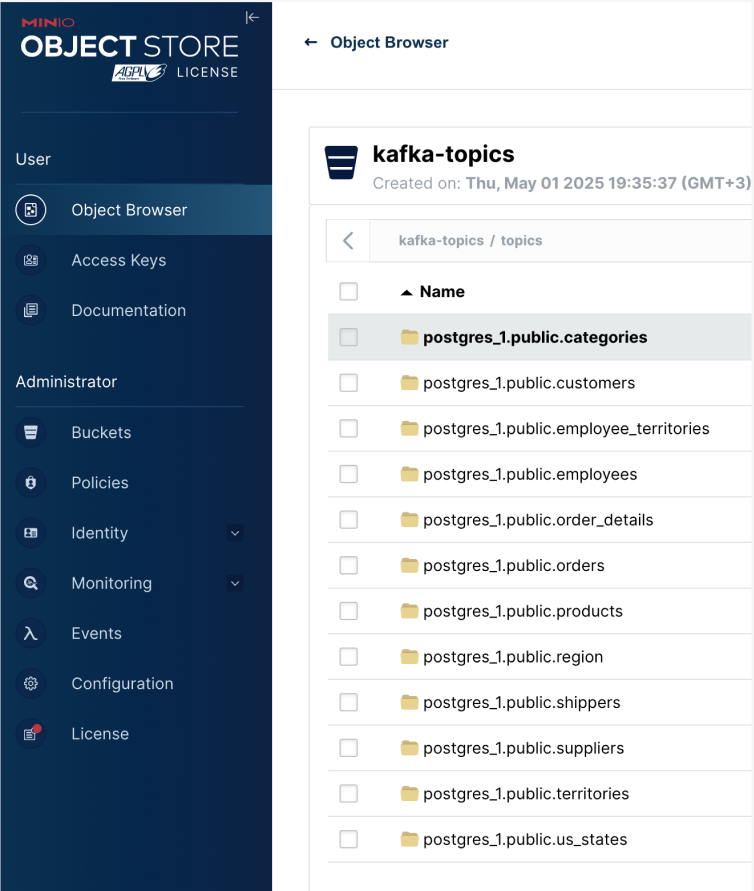 MINIO
OBJECT STORE
AGPLv3 LICENSE
User
Object Browser
Access Keys
Documentation
Administrator
Buckets
Policies
Identity
Monitoring
Events
Configuration
License
← Object Browser
kafka-topics
Created on: Thu, May 01 2025 19:35:37 (GMT+3)
kafka-topics / topics
Name
postgres_1.public.categories
postgres_1.public.customers
postgres_1.public.employee_territories
postgres_1.public.employees
postgres_1.public.order_details
postgres_1.public.orders
postgres_1.public.products
postgres_1.public.region
postgres_1.public.shippers
postgres_1.public.suppliers
postgres_1.public.territories
postgres_1.public.us_states